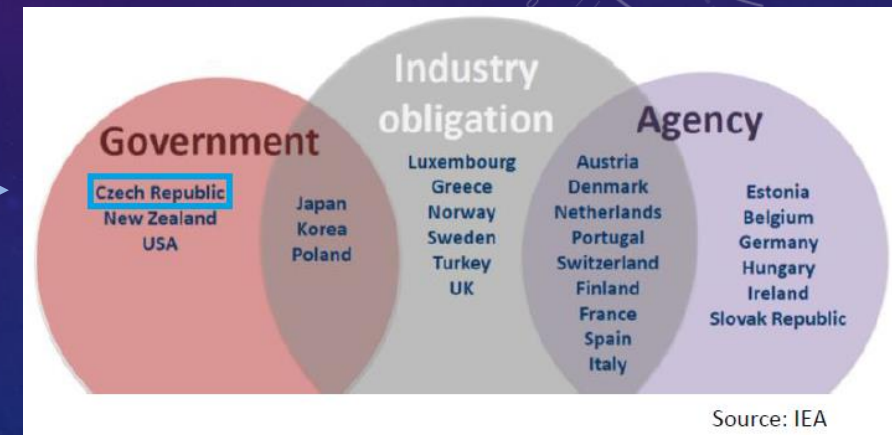 Government
Czech Republic
New Zealand
USA
Japan
Korea
Poland
Industry
obligation
Luxembourg
Greece
Norway
Sweden
Turkey
UK
Agency
Austria
Denmark
Netherlands
Portugal
Switzerland
Finland
France
Spain
Italy
Estonia
Belgium
Germany
Hungary
Ireland
Slovak Republic
Source: IEA